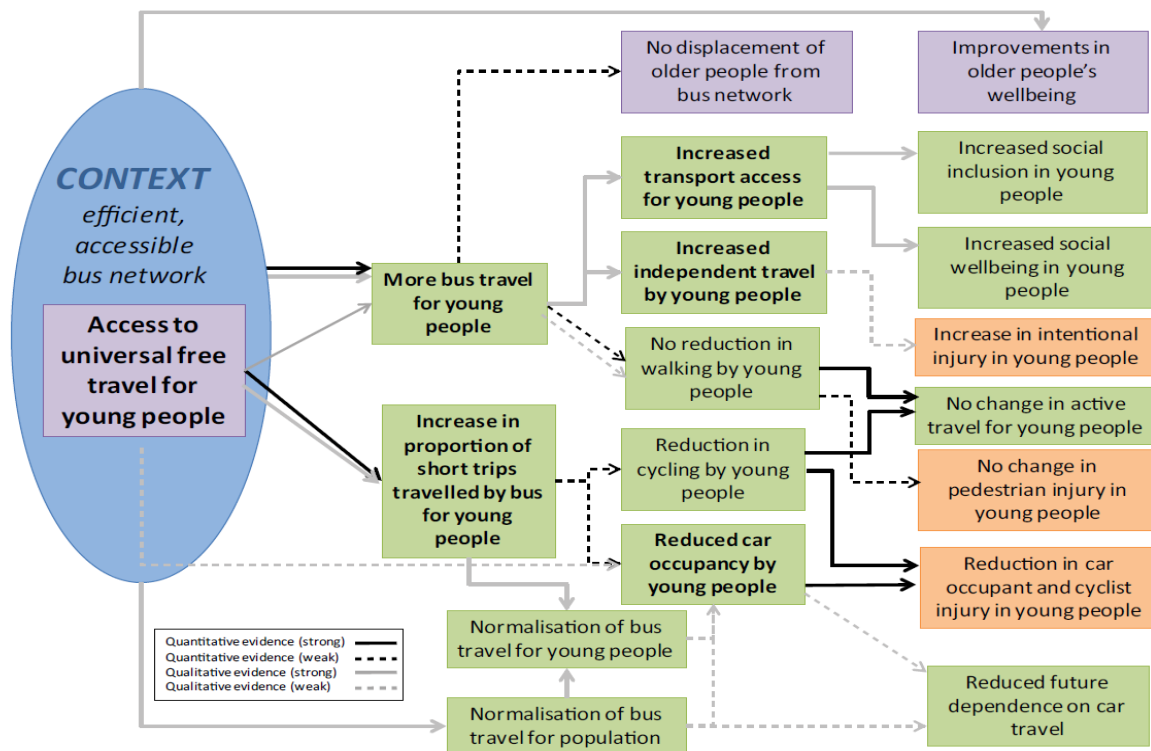 CONTEXT
efficient,
accessible
bus network
Access to
universal free
travel for
young people
More bus travel
for young
people
Increase in
proportion of
short trips
travelled by bus
for young
people
No displacement of
older people from
bus network
Increased
transport access
for young people
Increased
independent travel
by young people
No reduction in
walking by young
people
Reduction in
cycling by young
people
Reduced car
occupancy by
young people
Normalisation of bus
travel for young people
Normalisation of bus
travel for population
Improvements in
older people's
wellbeing
Increased social
inclusion in young
people
Increased social
wellbeing in young
people
Increase in intentional
injury in young people
No change in active
travel for young people
No change in
pedestrian injury in
young people
Reduction in car
occupant and cyclist
injury in young people
Reduced future
dependence on car
travel
Quantitative evidence (strong)
Quantitative evidence (weak)
Qualitative evidence (strong)
Qualitative evidence (weak)